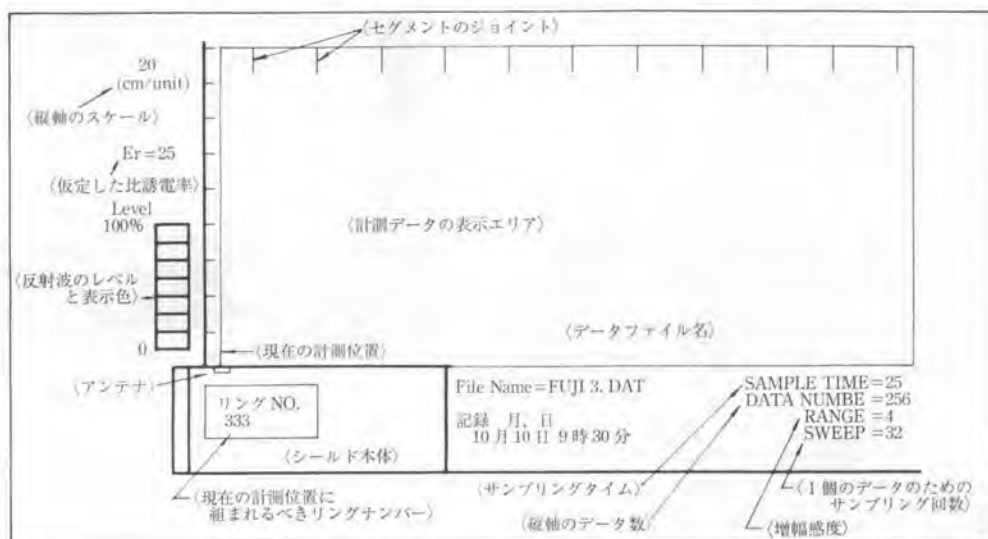 〈セグメントのジョイント〉
20
(cm/unit)
〈縦軸のスケール〉
Er=25
〈仮定した比誘電率〉
Level
100%
〈計測データの表示エリア〉
〈反射波のレベル
と表示色〉
0
〈データファイル名〉
〈現在の計測位置〉
〈アンテナ〉
リングNO.
333
〈シールド本体〉
File Name=FUJI 3. DAT
記録 月、日
10月10日 9時30分
SAMPLE TIME=25
DATA NUMBE=256
RANGE=4
SWEEP=32
〈現在の計測位置に
組まれるべきリングナンバー〉
〈サンプリングタイム〉
〈縦軸のデータ数〉
〈1個のデータのための
サンプリング回数〉
〈増幅感度〉